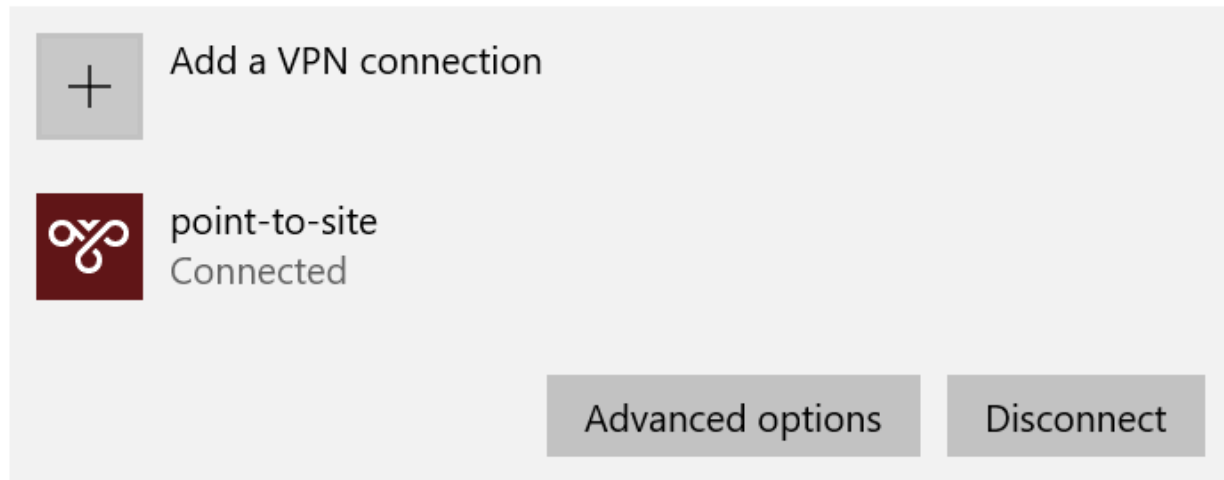 Add a VPN connection
point-to-site
Connected
Advanced options
Disconnect